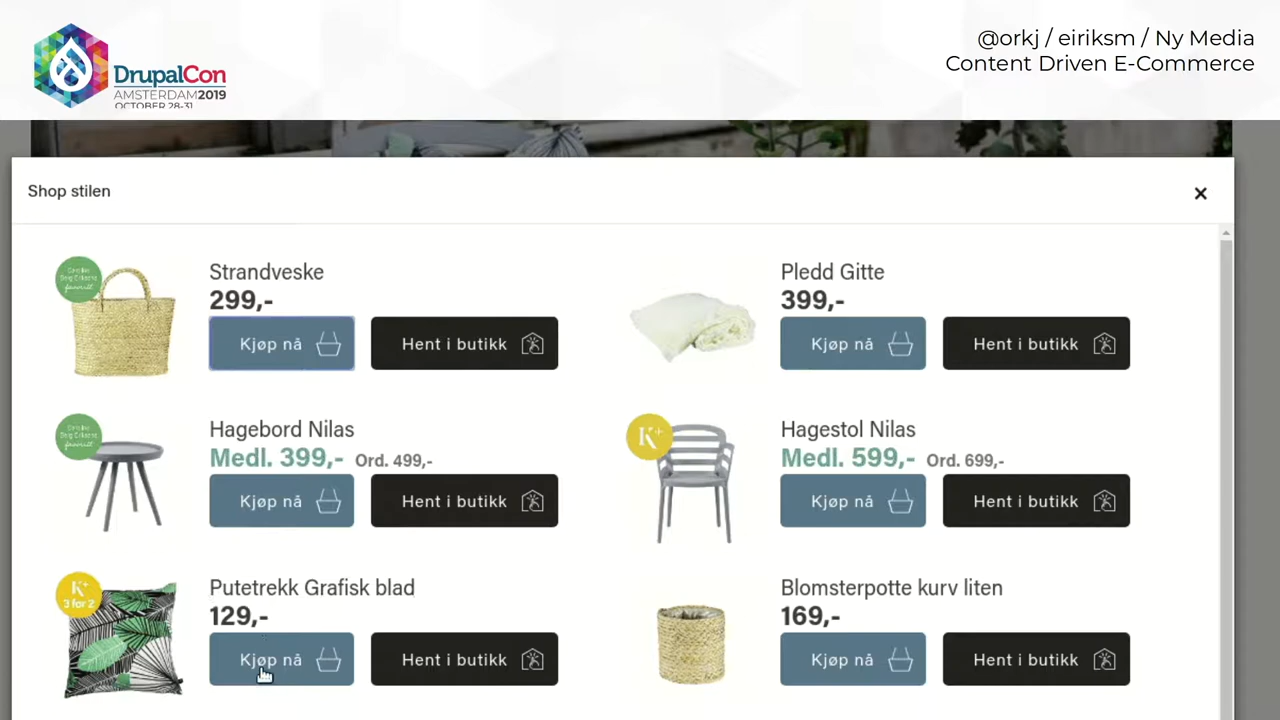 DrupalCon
AMSTERDAM2019
OCTOBER 28-31
@orkj / eiriksm / Ny Media
Content Driven E-Commerce
Shop stilen
Strandveske
299,-
Kjøp nå
Hent i butikk
Pledd Gitte
399,-
Kjøp nå
Hent i butikk
Hagebord Nilas
Medl. 399,- Ord. 499,-
Kjøp nå
Hent i butikk
K+
Hagestol Nilas
Medl. 599,- Ord. 699,-
Kjøp nå
Hent i butikk
K+
3 for 2
Putetrekk Grafisk blad
129,-
Kjøp nå
Hent i butikk
Blomsterpotte kurv liten
169,-
Kjøp nå
Hent i butikk